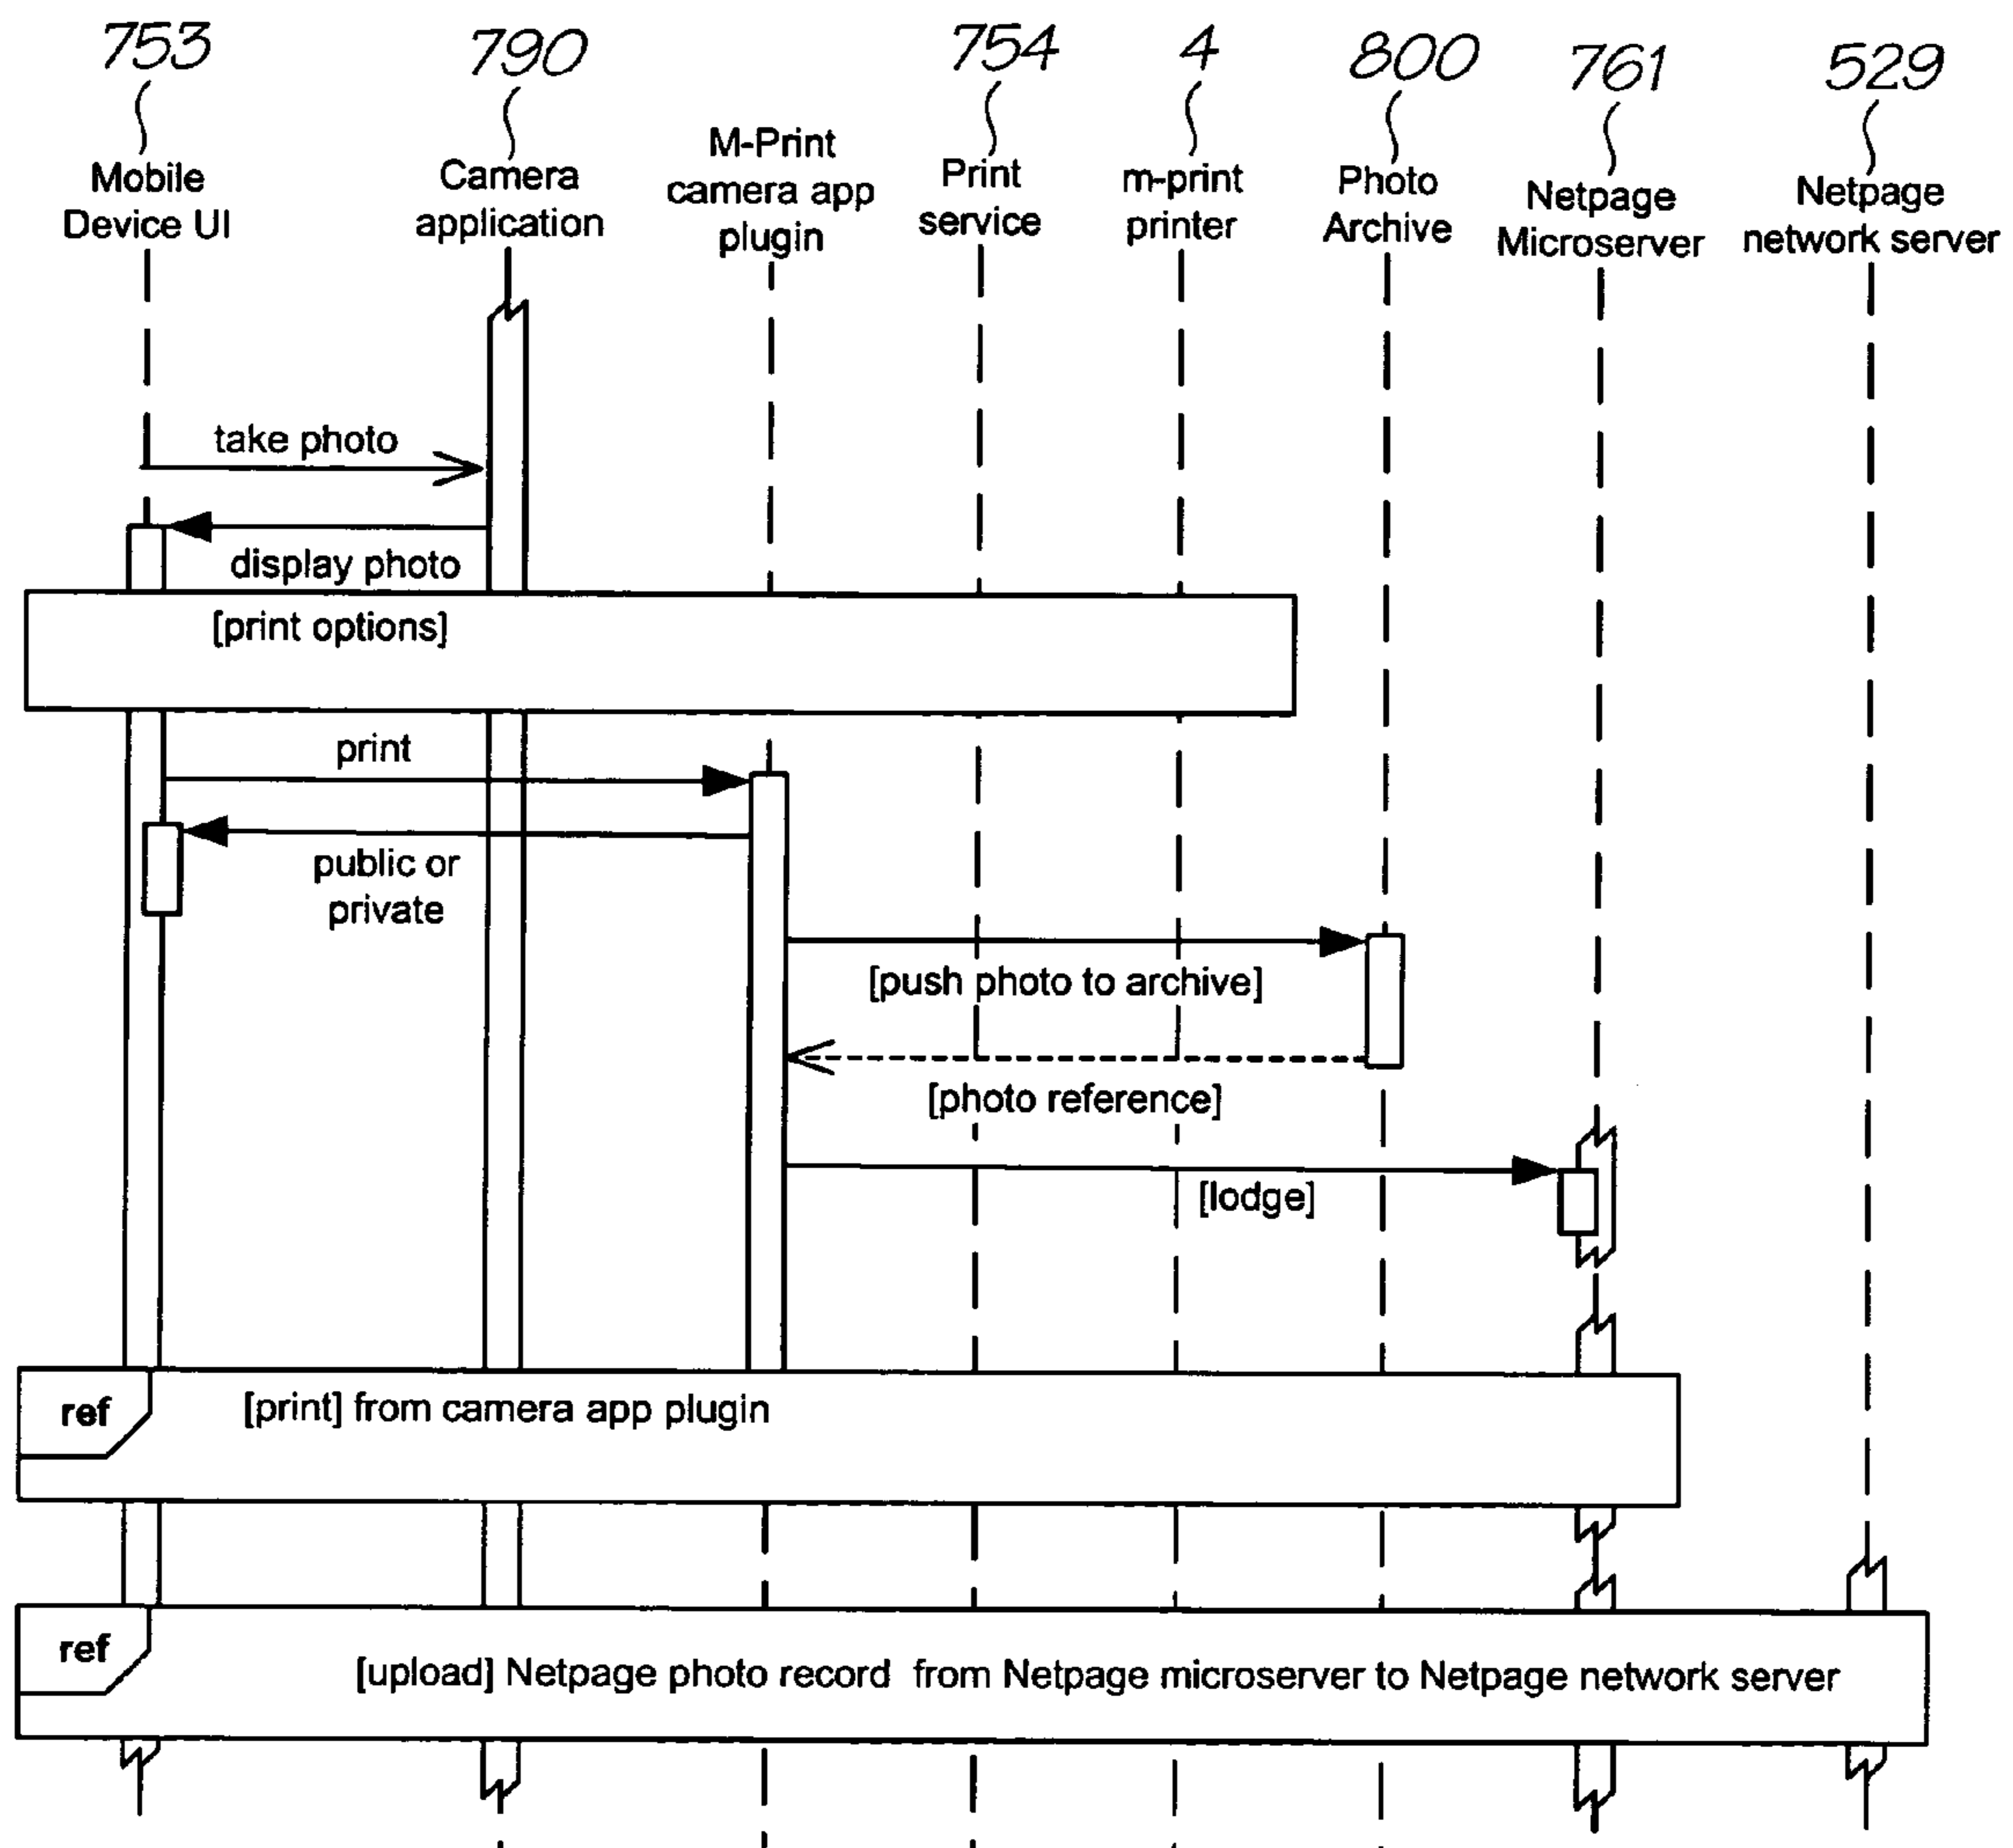 753
790
754
4
800
761
529
Mobile
Device UI
Camera
application
M-Print
camera app
plugin
Print
service
m-print
printer
Photo
Archive
Netpage
Microserver
Netpage
network server
take photo
display photo
[print options]
print
public or
private
[push photo to archive]
[photo reference]
[lodge]
ref
[print] from camera app plugin
ref
[upload] Netpage photo record from Netpage microserver to Netpage network server